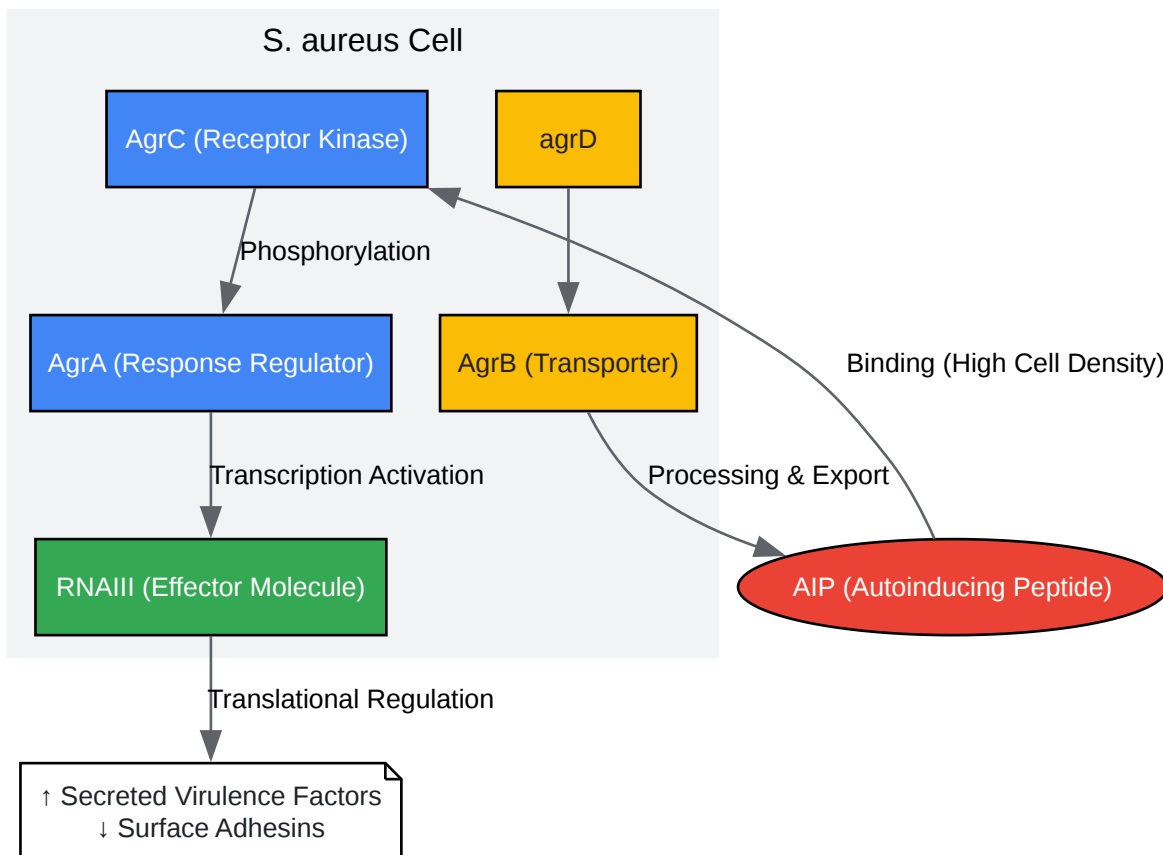 S. aureus Cell
AgrC (Receptor Kinase)
agrD
Phosphorylation
AgrA (Response Regulator)
AgrB (Transporter)
Binding (High Cell Density)
Transcription Activation
Processing & Export
RNAIII (Effector Molecule)
AIP (Autoinducing Peptide)
Translational Regulation
↑ Secreted Virulence Factors
↓ Surface Adhesins